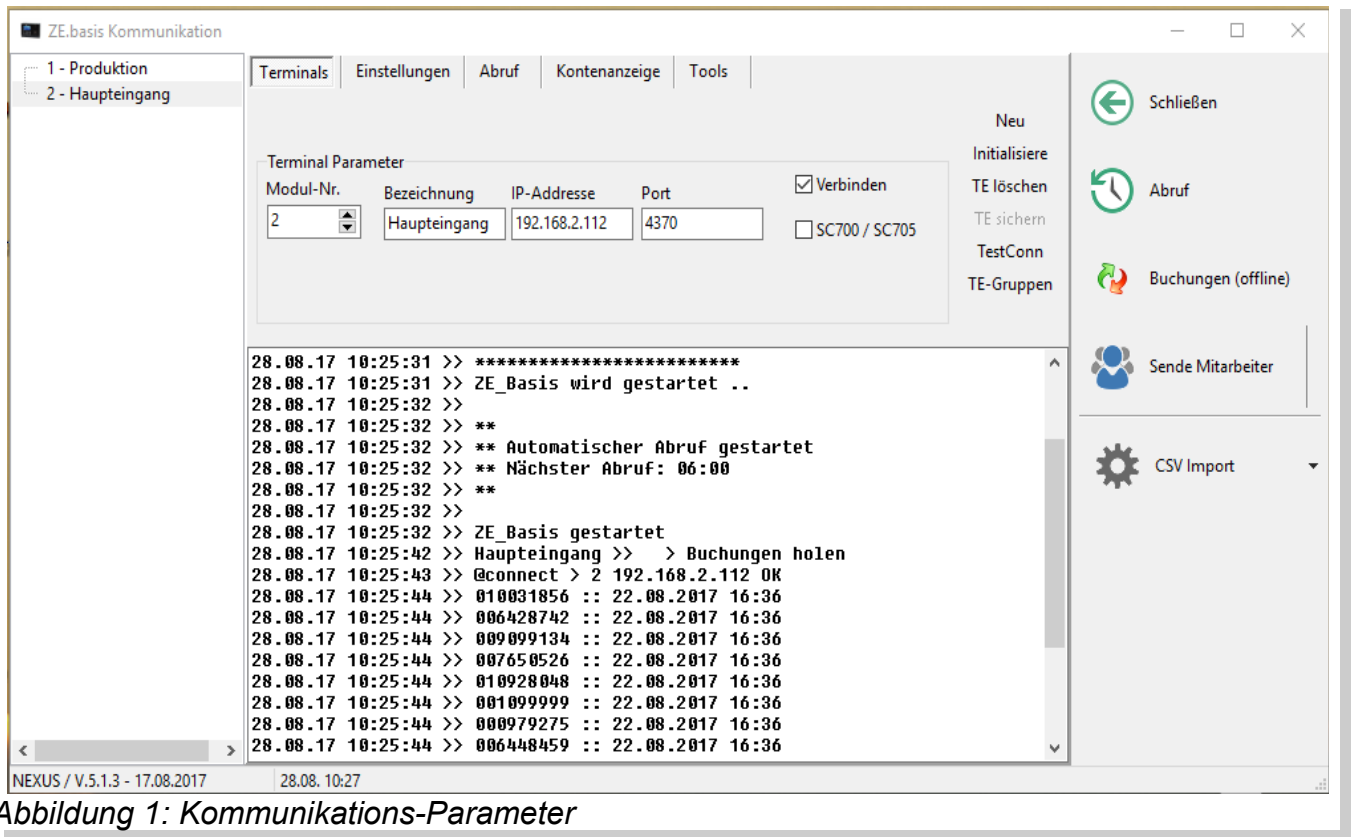 ZE.basis Kommunikation
1 - Produktion
2 - Haupteingang
Terminals Einstellungen Abruf Kontenanzeige Tools
Terminal Parameter
Modul-Nr. Bezeichnung IP-Addresse Port
2 Haupteingang 192.168.2.112 4370
Verbinden
SC700 / SC705
Neu
Initialisiere
TE löschen
TE sichern
TestConn
TE-Gruppen
Schließen
Abruf
Buchungen (offline)
Sende Mitarbeiter
CSV Import
28.08.17 10:25:31 >> *************************
28.08.17 10:25:31 >> ZE_Basis wird gestartet ..
28.08.17 10:25:32 >>
28.08.17 10:25:32 >> **
28.08.17 10:25:32 >> ** Automatischer Abruf gestartet
28.08.17 10:25:32 >> ** Nächster Abruf: 06:00
28.08.17 10:25:32 >> **
28.08.17 10:25:32 >>
28.08.17 10:25:32 >> ZE_Basis gestartet
28.08.17 10:25:42 >> Haupteingang >>   > Buchungen holen
28.08.17 10:25:43 >> @connect > 2 192.168.2.112 OK
28.08.17 10:25:44 >> 010031856 :: 22.08.2017 16:36
28.08.17 10:25:44 >> 006428742 :: 22.08.2017 16:36
28.08.17 10:25:44 >> 009099134 :: 22.08.2017 16:36
28.08.17 10:25:44 >> 007650526 :: 22.08.2017 16:36
28.08.17 10:25:44 >> 010928048 :: 22.08.2017 16:36
28.08.17 10:25:44 >> 001099999 :: 22.08.2017 16:36
28.08.17 10:25:44 >> 000979275 :: 22.08.2017 16:36
28.08.17 10:25:44 >> 006448459 :: 22.08.2017 16:36
NEXUS / V.5.1.3 - 17.08.2017 28.08. 10:27
Abbildung 1: Kommunikations-Parameter